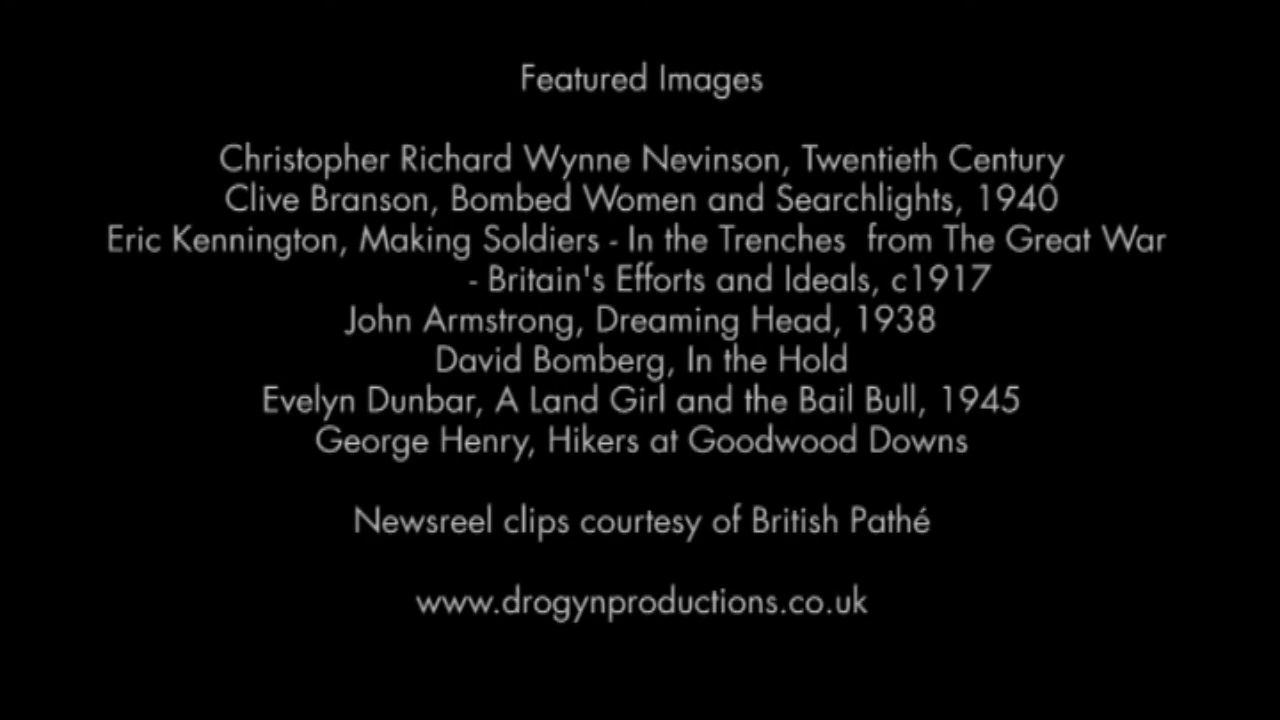 Featured Images
Christopher Richard Wynne Nevinson, Twentieth Century
Clive Branson, Bombed Women and Searchlights, 1940
Eric Kennington, Making Soldiers - In the Trenches  from The Great War
- Britain's Efforts and Ideals, c1917
John Armstrong, Dreaming Head, 1938
David Bomberg, In the Hold
Evelyn Dunbar, A Land Girl and the Bail Bull, 1945
George Henry, Hikers at Goodwood Downs
Newsreel clips courtesy of British Pathé
www.drogynproductions.co.uk